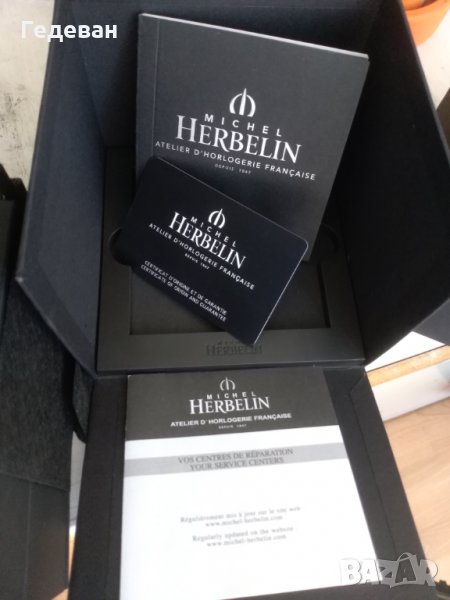 Гедеван
MICHEL
HERBELIN
ATELIER D'HORLOGERIE FRANÇAISE
DEPUIS 1947
MICHEL
HERBELIN
ATELIER D'HORLOGERIE FRANÇAISE
DEPUIS 1947
CERTIFICAT D'ORIGINE ET DE GARANTIE
CERTIFICATE OF ORIGIN AND GUARANTEE
MICHEL
HERBELIN
MICHEL
HERBELIN
ATELIER D'HORLOGERIE FRANÇAISE
DEPUIS 1947
VOS CENTRES DE RÉPARATION
YOUR SERVICE CENTERS
Régulièrement mis à jour sur le site web
www.michel-herbelin.com
Regularly updated on the website
www.michel-herbelin.com
BAZAR